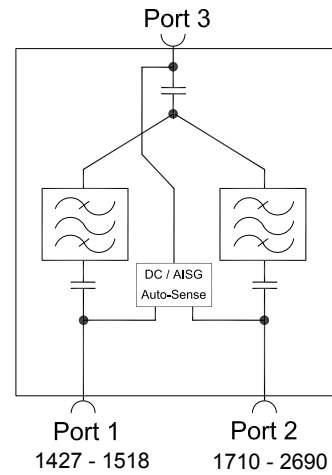 Port 3
DC / AISG
Auto-Sense
Port 1
Port 2
1427 - 1518
1710 - 2690